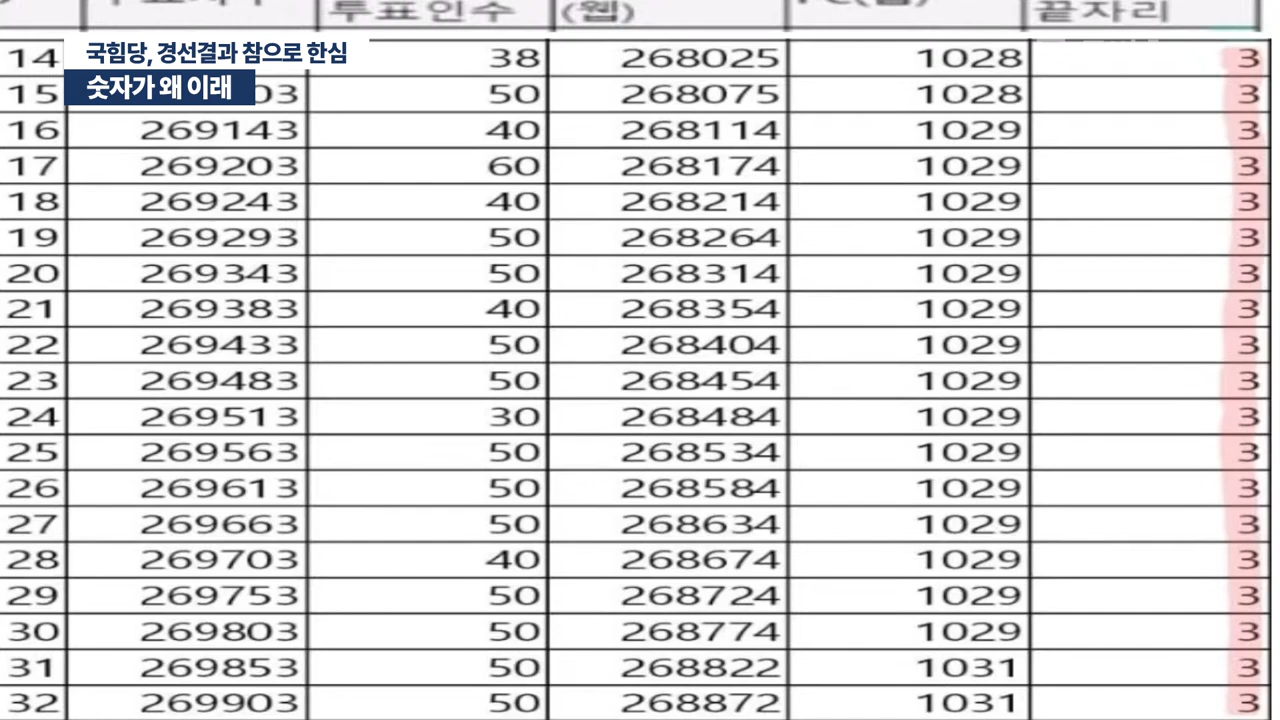 투표인수 (웹) 끝자리
국힘당, 경선결과 참으로 한심
숫자가 왜 이래
14 38 268025 1028 3
15 03 50 268075 1028 3
16 269143 40 268114 1029 3
17 269203 60 268174 1029 3
18 269243 40 268214 1029 3
19 269293 50 268264 1029 3
20 269343 50 268314 1029 3
21 269383 40 268354 1029 3
22 269433 50 268404 1029 3
23 269483 50 268454 1029 3
24 269513 30 268484 1029 3
25 269563 50 268534 1029 3
26 269613 50 268584 1029 3
27 269663 50 268634 1029 3
28 269703 40 268674 1029 3
29 269753 50 268724 1029 3
30 269803 50 268774 1029 3
31 269853 50 268822 1031 3
32 269903 50 268872 1031 3